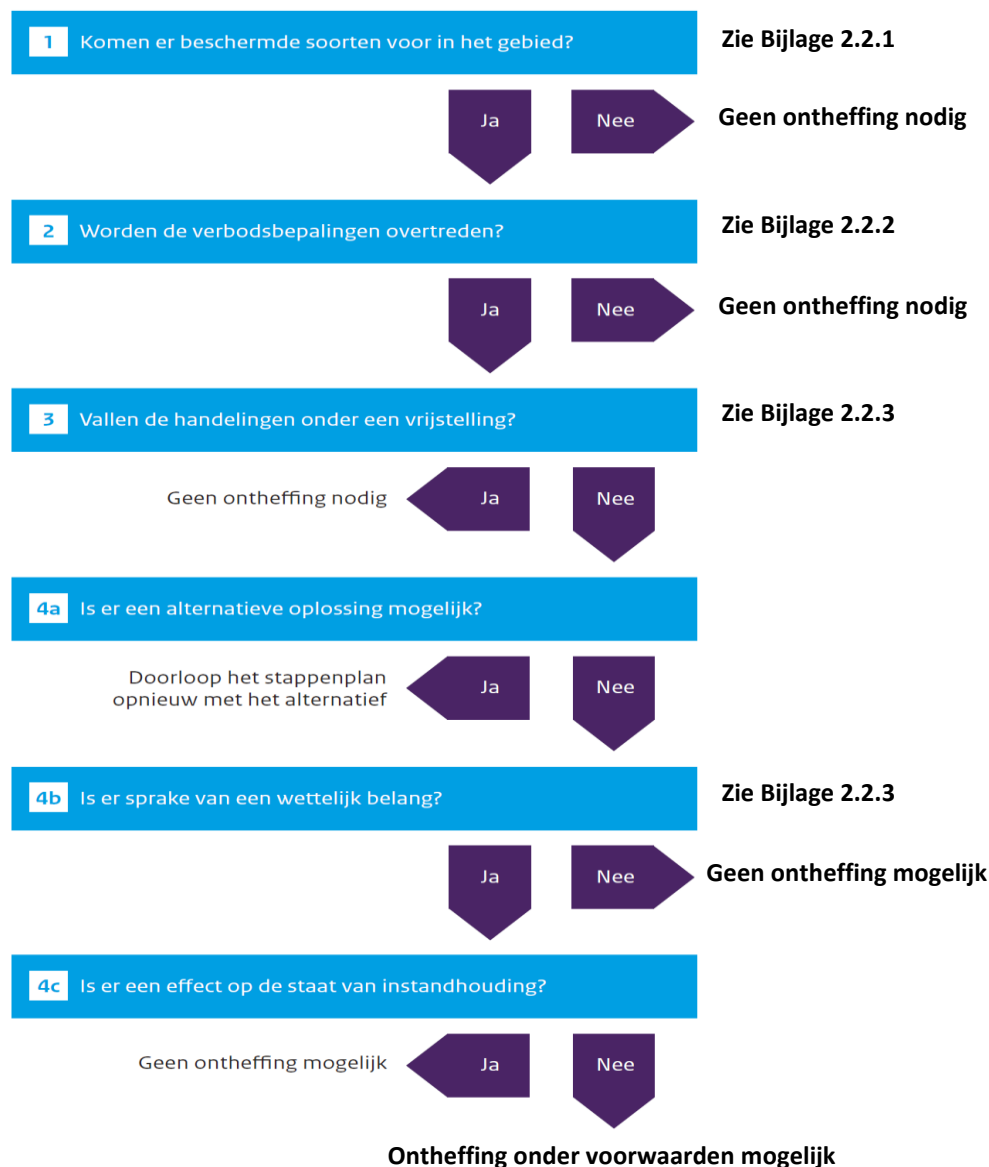 1 Komen er beschermde soorten voor in het gebied? Zie Bijlage 2.2.1
Ja Nee Geen ontheffing nodig
2 Worden de verbodsbepalingen overtreden? Zie Bijlage 2.2.2
Ja Nee Geen ontheffing nodig
3 Vallen de handelingen onder een vrijstelling? Zie Bijlage 2.2.3
Geen ontheffing nodig Ja Nee
4a Is er een alternatieve oplossing mogelijk?
Doorloop het stappenplan
opnieuw met het alternatief
Ja Nee
4b Is er sprake van een wettelijk belang? Zie Bijlage 2.2.3
Ja Nee Geen ontheffing mogelijk
4c Is er een effect op de staat van instandhouding?
Geen ontheffing mogelijk Ja Nee
Ontheffing onder voorwaarden mogelijk